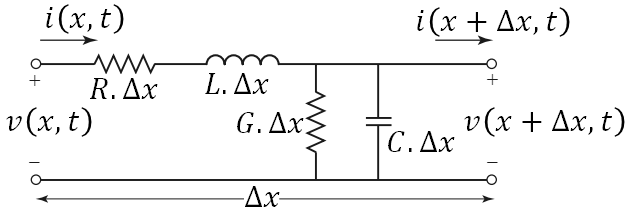 i(x, t) i(x + Δx, t)
+ +
R. Δx L. Δx
v(x, t) G. Δx C. Δx v(x + Δx, t)
− −
Δx